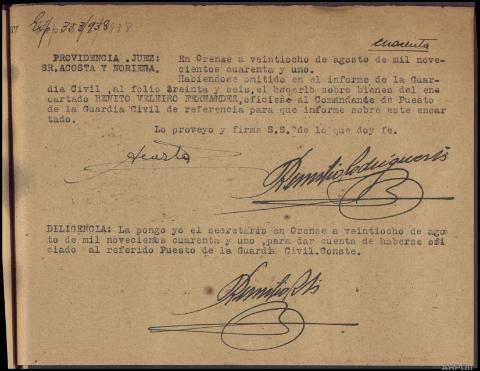 Exp 383/938
cuarenta
PROVIDENCIA .JUEZ: En Orense a veintiocho de agosto de mil nove-
SR.ACOSTA Y NORIEGA. cientos cuarenta y uno.
Habiendose omitido en el informe de la Guar-
dia Civil ,al folio treinta y seis, el hacerlo sobre bienes del en-
cartado BENITO VELEIRO FERNANDEZ,oficiese al Commandante de Puesto
de la Guardia Civil de referencia para que informe sobre este encar
tado.
Lo proveyo y firma S.S. de lo que doy fe.
Acosta
DILIGENCIA: La pongo yo el secretario en Orense a veintiocho de agos
to de mil novecienos cuarenta y uno ,para dar cuenta de haberse ofi
ciado al referido Puesto de la Guardia Civil.Conste.